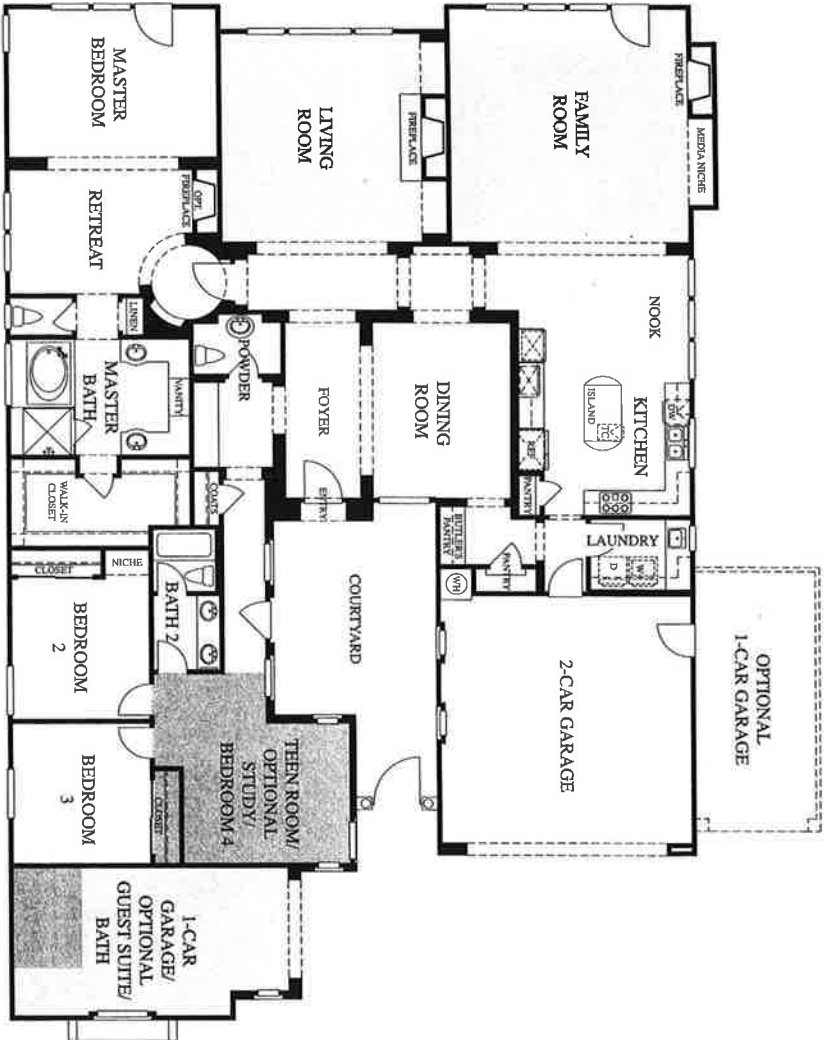 MASTER
BEDROOM
LIVING
ROOM
FIREPLACE
FAMILY
ROOM
FIREPLACE
MEDIA NICHE
RETREAT
OPT.
FIREPLACE
LINEN
MASTER
BATH
VANITY
POWDER
FOYER
DINING
ROOM
NOOK
KITCHEN
ISLAND
TC
DW
REF
PANTRY
WALK-IN
CLOSET
COATS
ENTRY
BUTLER'S
PANTRY
PANTRY
LAUNDRY
D
W
WH
CLOSET
NICHE
BATH 2
BEDROOM
2
COURTYARD
2-CAR GARAGE
OPTIONAL
1-CAR GARAGE
BEDROOM
3
CLOSET
TEEN ROOM/
OPTIONAL
STUDY/
BEDROOM 4
1-CAR
GARAGE/
OPTIONAL
GUEST SUITE/
BATH